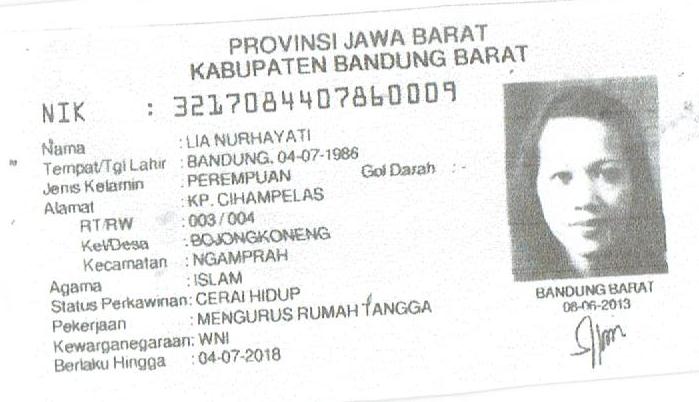 PROVINSI JAWA BARAT
KABUPATEN BANDUNG BARAT
NIK : 3217084407860009
Nama : LIA NURHAYATI
Tempat/Tgl Lahir : BANDUNG, 04-07-1986
Jenis Kelamin : PEREMPUAN Gol Darah : -
Alamat : KP. CIHAMPELAS
RT/RW : 003 / 004
Kel/Desa : BOJONGKONENG
Kecamatan : NGAMPRAH
Agama : ISLAM
Status Perkawinan: CERAI HIDUP
Pekerjaan : MENGURUS RUMAH TANGGA
Kewarganegaraan: WNI
Berlaku Hingga : 04-07-2018
BANDUNG BARAT
08-06-2013